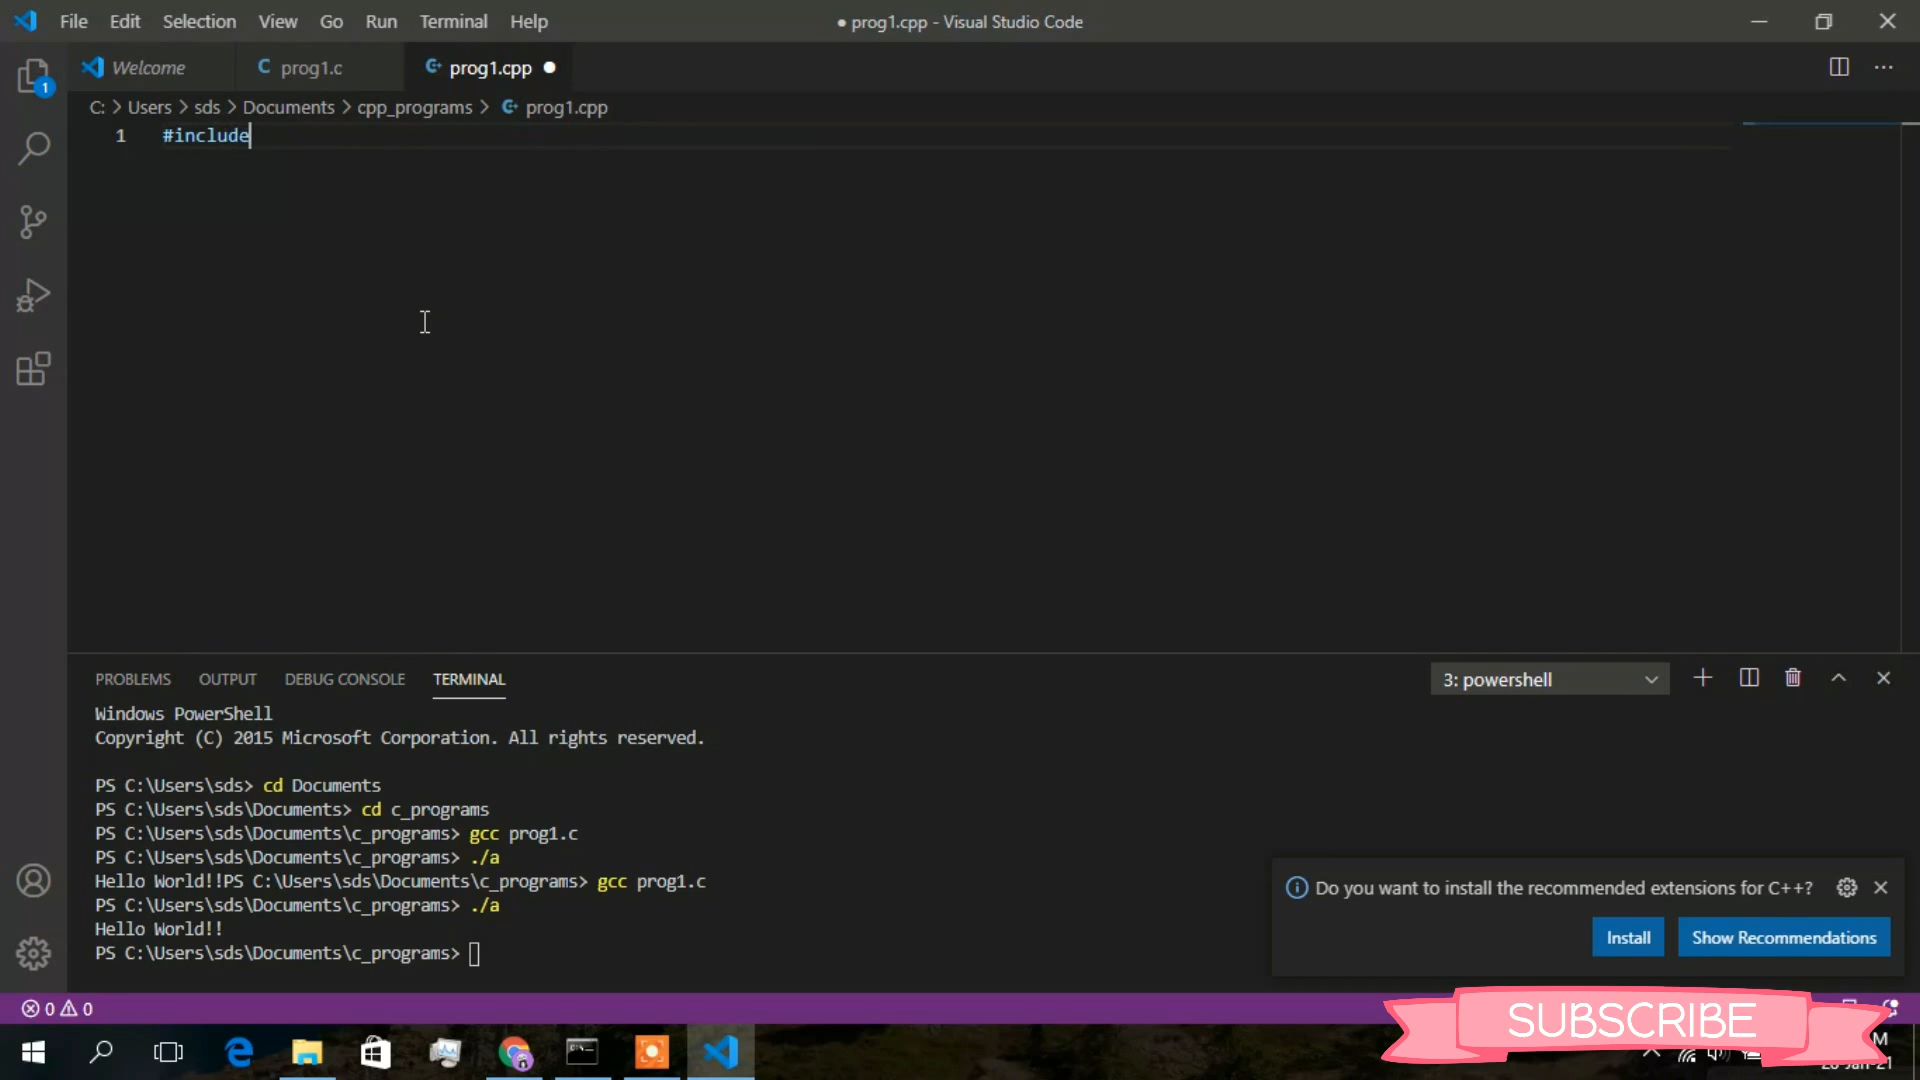 File Edit Selection View Go Run Terminal Help
● prog1.cpp - Visual Studio Code
Welcome
C prog1.c
prog1.cpp ●
1
C: > Users > sds > Documents > cpp_programs > prog1.cpp
1 #include
PROBLEMS OUTPUT DEBUG CONSOLE TERMINAL
3: powershell
Windows PowerShell
Copyright (C) 2015 Microsoft Corporation. All rights reserved.
PS C:\Users\sds> cd Documents
PS C:\Users\sds\Documents> cd c_programs
PS C:\Users\sds\Documents\c_programs> gcc prog1.c
PS C:\Users\sds\Documents\c_programs> ./a
Hello World!!PS C:\Users\sds\Documents\c_programs> gcc prog1.c
PS C:\Users\sds\Documents\c_programs> ./a
Hello World!!
PS C:\Users\sds\Documents\c_programs>
Do you want to install the recommended extensions for C++?
Install
Show Recommendations
0 0
SUBSCRIBE